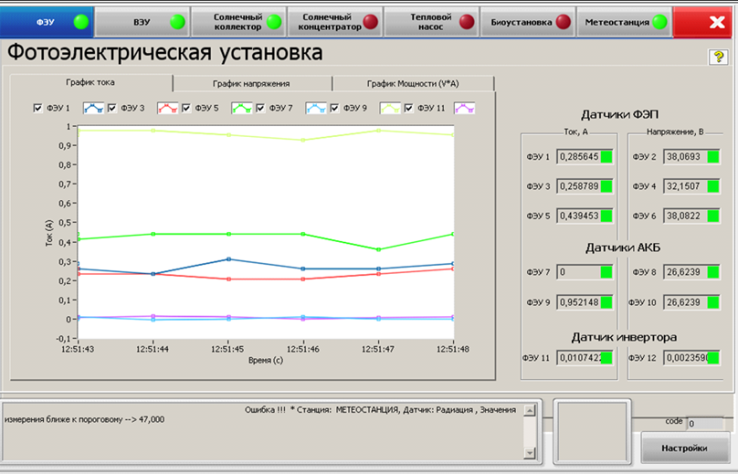 ФЭУ
ВЭУ
Солнечный коллектор
Солнечный концентратор
Тепловой насос
Биоустановка
Метеостанция
Фотоэлектрическая установка
?
График тока
График напряжения
График Мощности (V*A)
ФЭУ 1
ФЭУ 3
ФЭУ 5
ФЭУ 7
ФЭУ 9
ФЭУ 11
Ток (А)
1
0,9
0,8
0,7
0,6
0,5
0,4
0,3
0,2
0,1
0
-0,1
12:51:43
12:51:44
12:51:45
12:51:46
12:51:47
12:51:48
Время (с)
Датчики ФЭП
Ток, А
Напряжение, В
ФЭУ 1 0,285645
ФЭУ 2 38,0693
ФЭУ 3 0,258789
ФЭУ 4 32,1507
ФЭУ 5 0,439453
ФЭУ 6 38,0822
Датчики АКБ
ФЭУ 7 0
ФЭУ 8 26,6239
ФЭУ 9 0,952148
ФЭУ 10 26,6239
Датчик инвертора
ФЭУ 11 0,010742
ФЭУ 12 0,002359
Ошибка !!! * Станция: МЕТЕОСТАНЦИЯ, Датчик: Радиация , Значения
измерения ближе к пороговому --> 47,000
code 0
Настройки